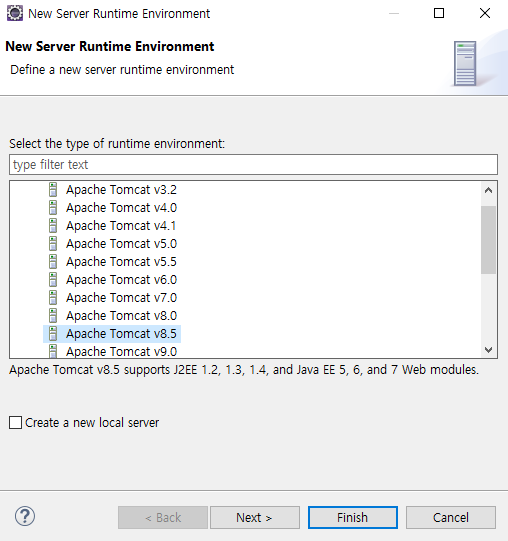 New Server Runtime Environment
New Server Runtime Environment
Define a new server runtime environment
Select the type of runtime environment:
type filter text
Apache Tomcat v3.2
Apache Tomcat v4.0
Apache Tomcat v4.1
Apache Tomcat v5.0
Apache Tomcat v5.5
Apache Tomcat v6.0
Apache Tomcat v7.0
Apache Tomcat v8.0
Apache Tomcat v8.5
Apache Tomcat v9.0
Apache Tomcat v8.5 supports J2EE 1.2, 1.3, 1.4, and Java EE 5, 6, and 7 Web modules.
Create a new local server
? < Back Next > Finish Cancel